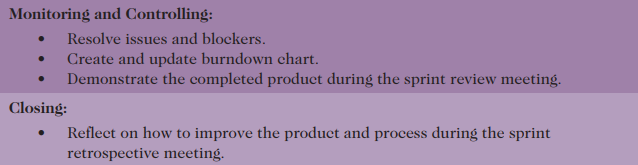 Monitoring and Controlling:
• Resolve issues and blockers.
• Create and update burndown chart.
• Demonstrate the completed product during the sprint review meeting.
Closing:
• Reflect on how to improve the product and process during the sprint
retrospective meeting.